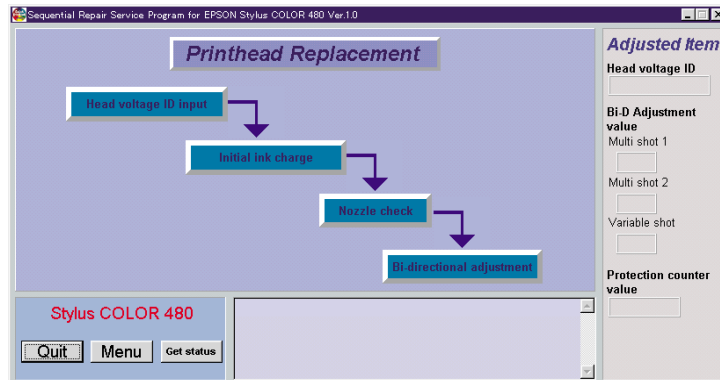 Sequential Repair Service Program for EPSON Stylus COLOR 480 Ver.1.0
Printhead Replacement
Head voltage ID input
Initial ink charge
Nozzle check
Bi-directional adjustment
Adjusted Item
Head voltage ID
Bi-D Adjustment
value
Multi shot 1
Multi shot 2
Variable shot
Protection counter
value
Stylus COLOR 480
Quit Menu Get status